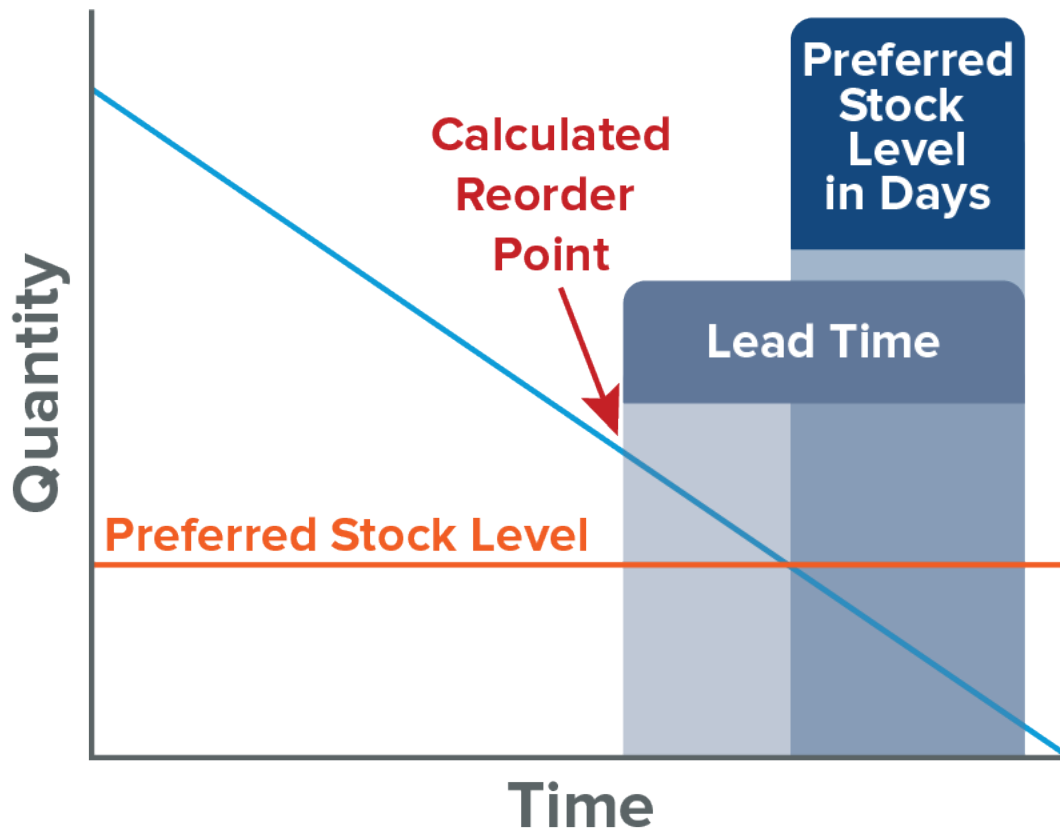 Preferred
Stock
Level
in Days
Calculated
Reorder
Point
Lead Time
Quantity
Preferred Stock Level
Time